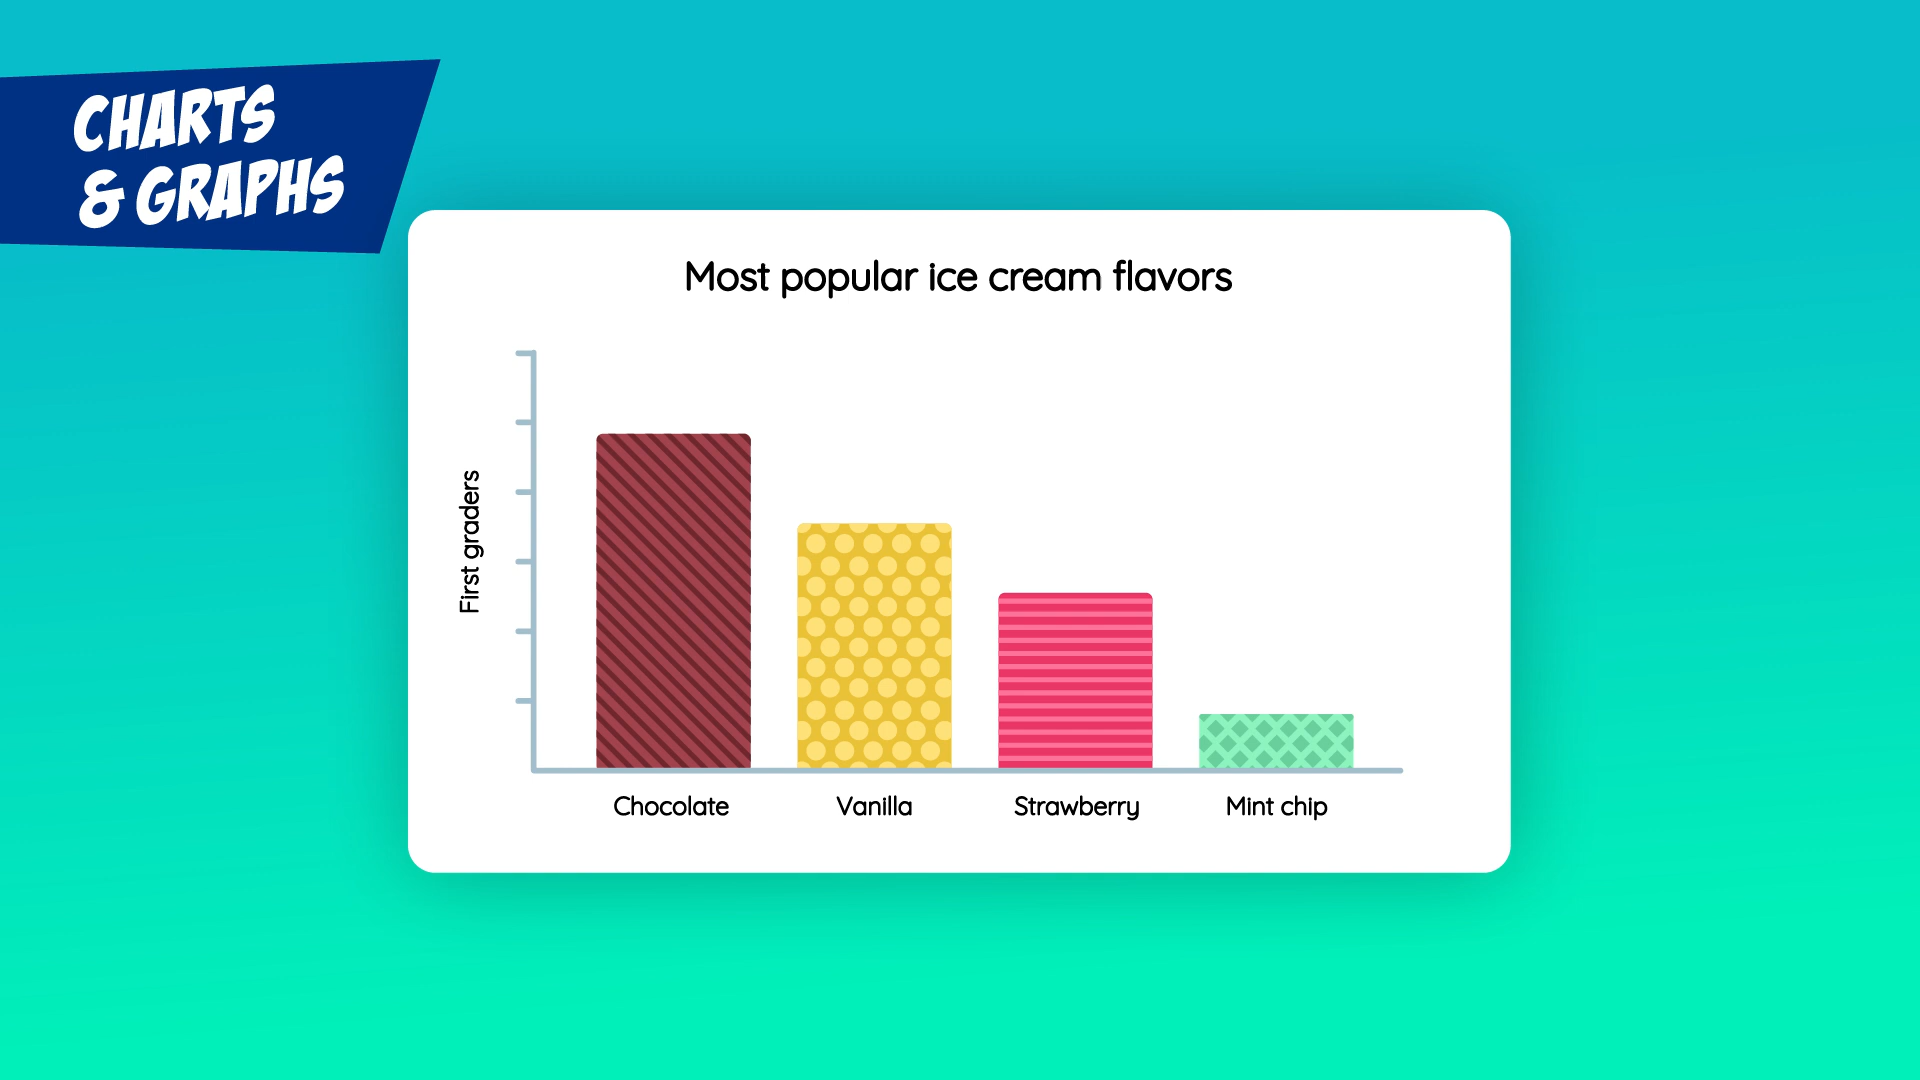 CHARTS
& GRAPHS
Most popular ice cream flavors
First graders
Chocolate
Vanilla
Strawberry
Mint chip